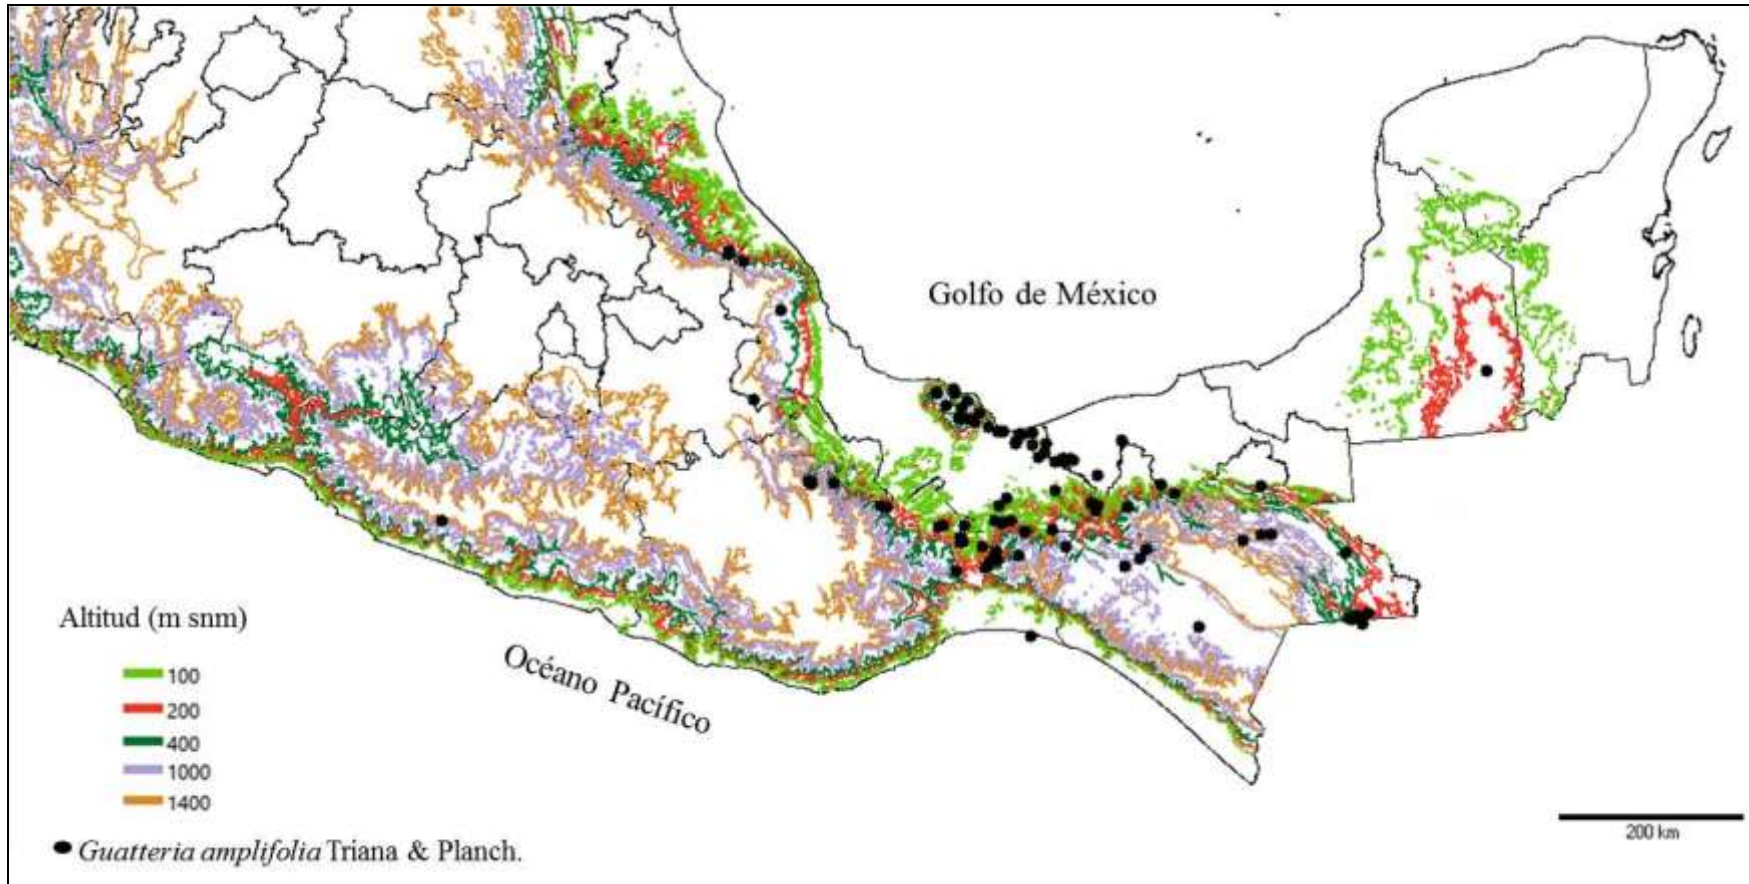 Golfo de México
Altitud (m snm)
100
200
400
1000
1400
Océano Pacífico
200 km
Guatteria amplifolia Triana & Planch.